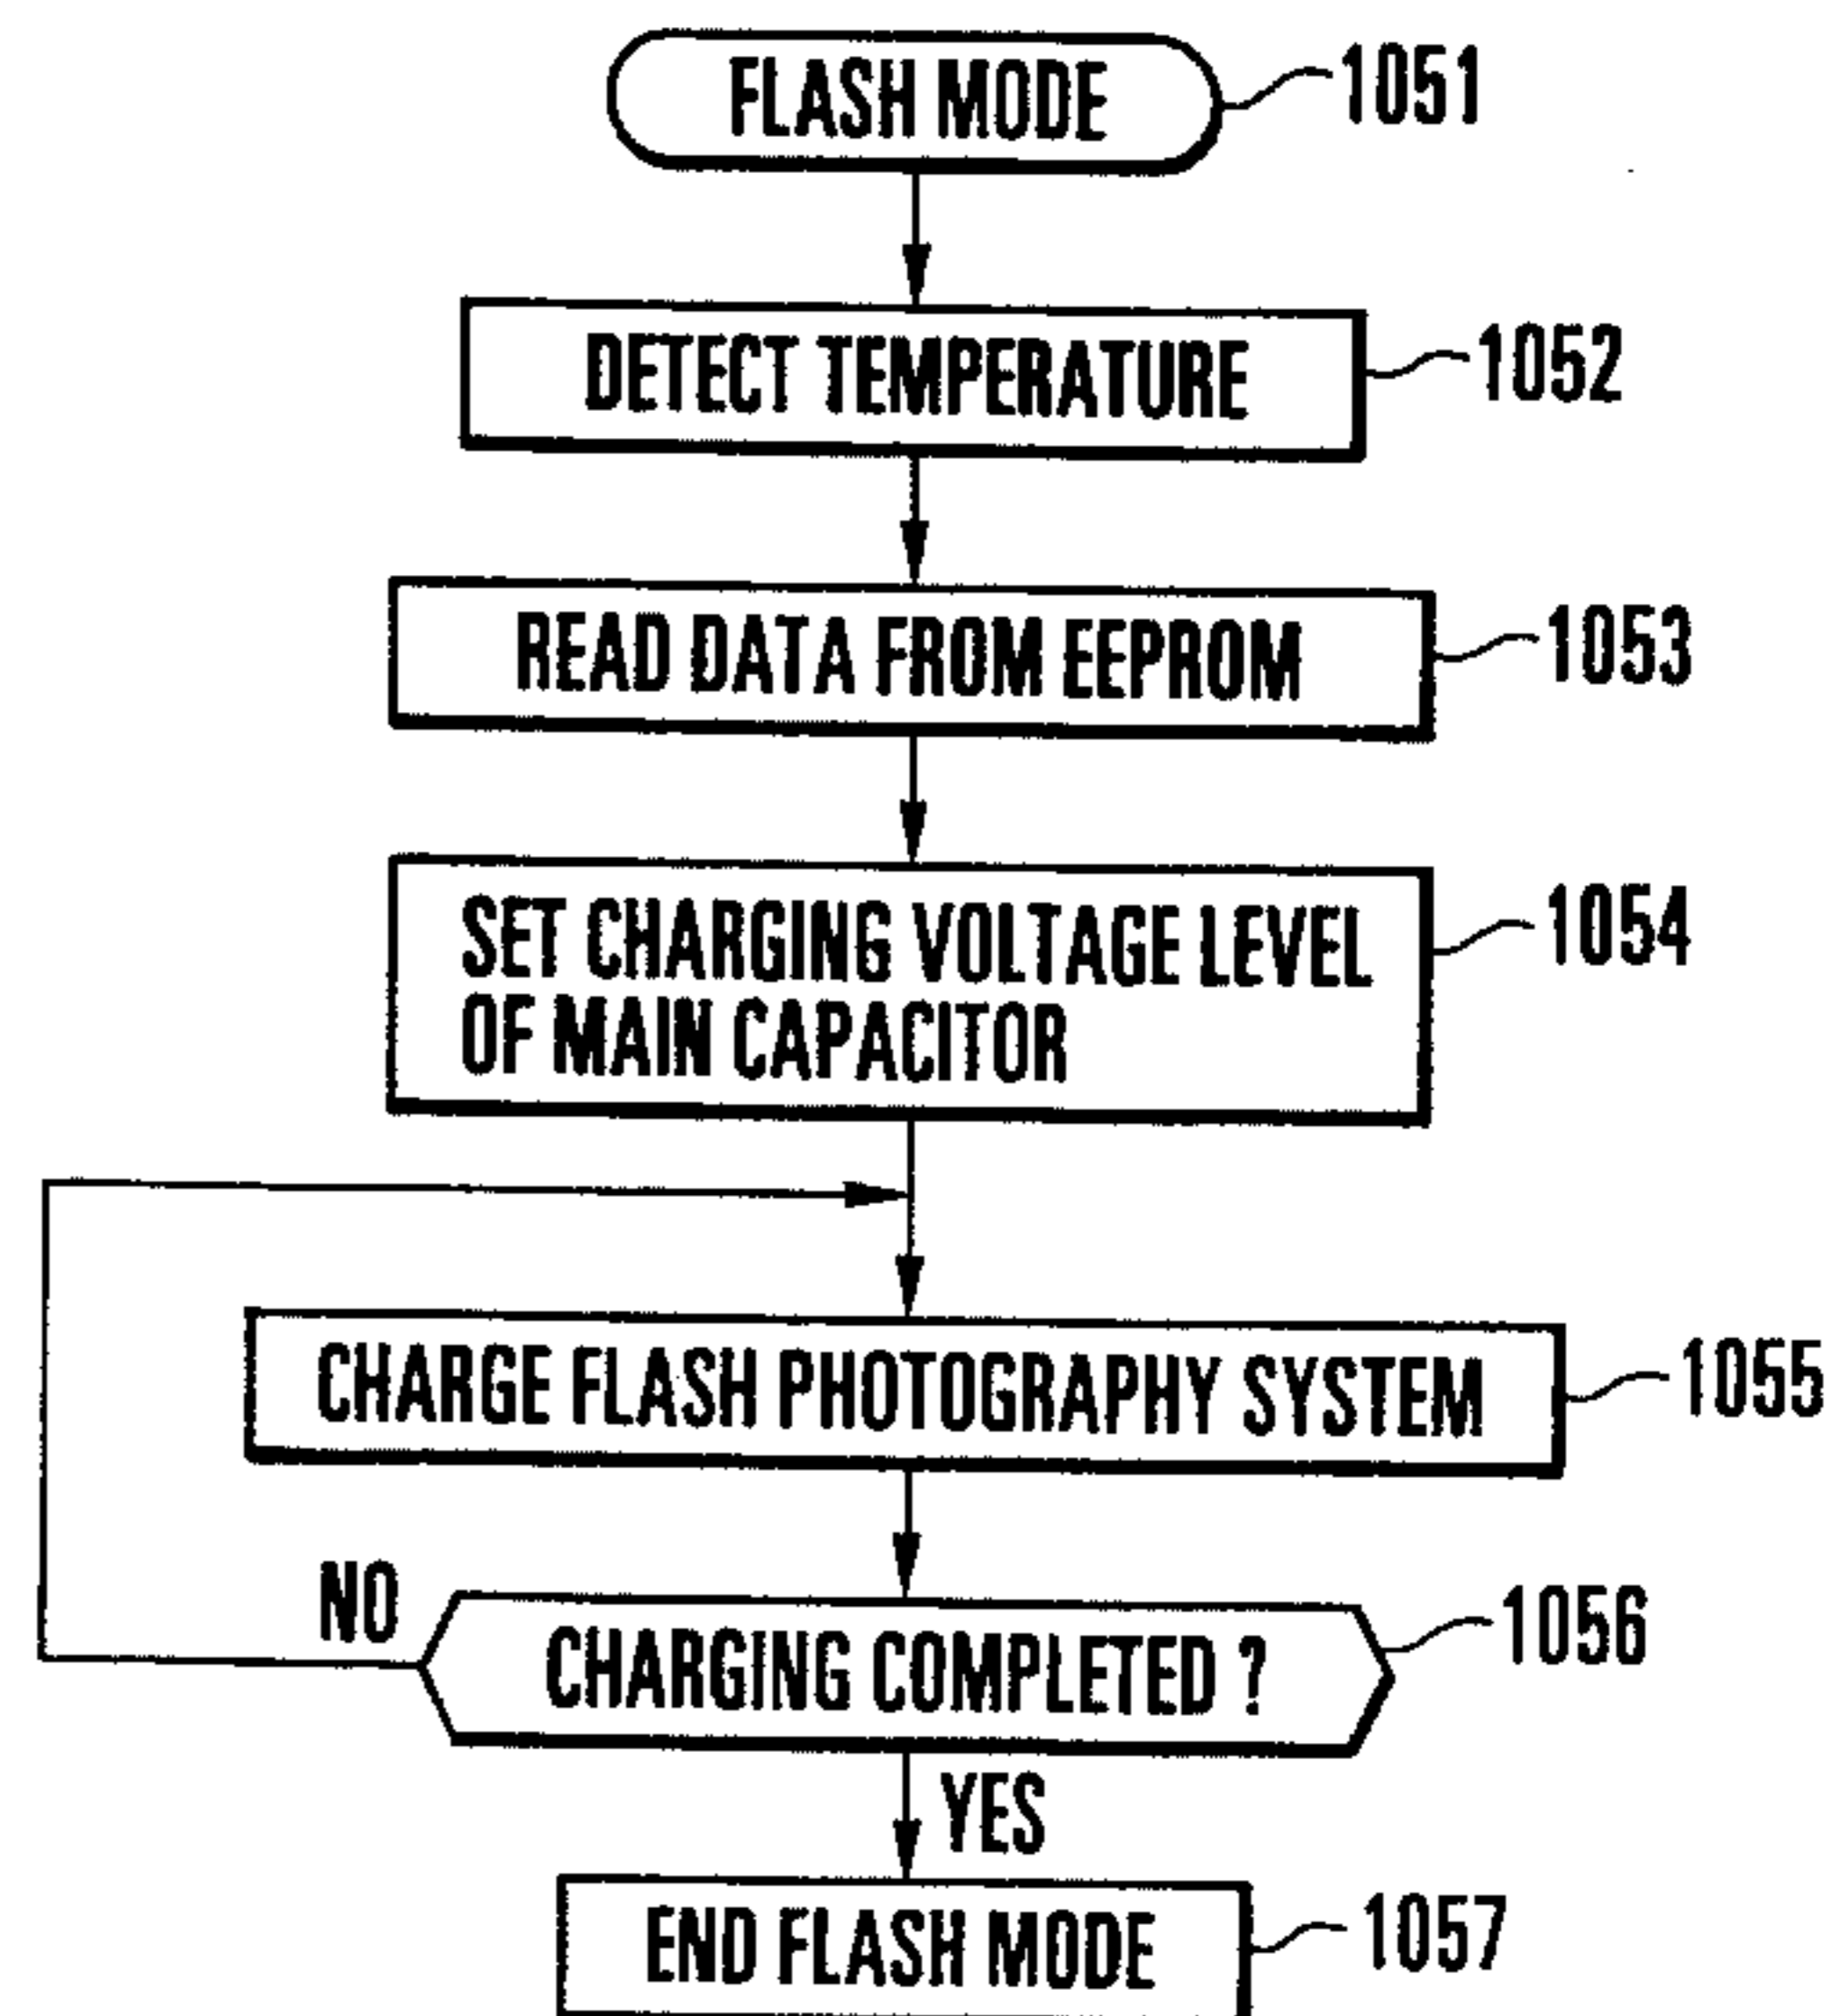 FLASH MODE
1051
DETECT TEMPERATURE
1052
READ DATA FROM EEPROM
1053
SET CHARGING VOLTAGE LEVEL
OF MAIN CAPACITOR
1054
CHARGE FLASH PHOTOGRAPHY SYSTEM
1055
NO
CHARGING COMPLETED ?
1056
YES
END FLASH MODE
1057